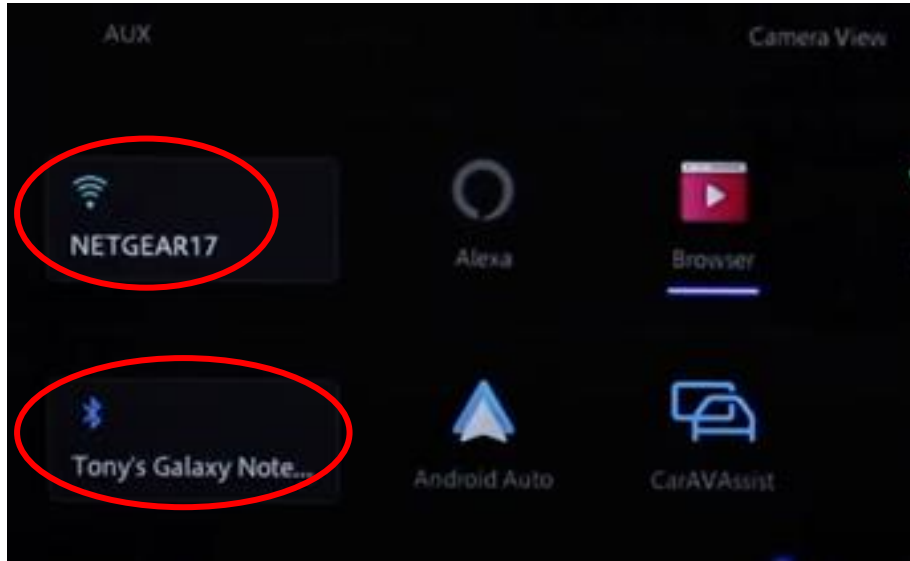 AUX
Camera View
NETGEAR17
Alexa
Browser
Tony's Galaxy Note...
Android Auto
CarAVAssist